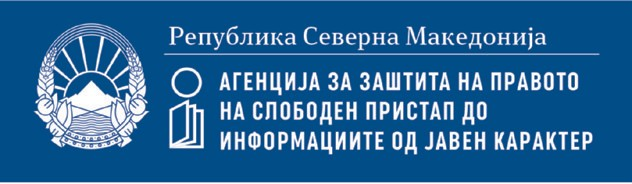 Република Северна Македонија
АГЕНЦИЈА ЗА ЗАШТИТА НА ПРАВОТО
НА СЛОБОДЕН ПРИСТАП ДО
ИНФОРМАЦИИТЕ ОД ЈАВЕН КАРАКТЕР